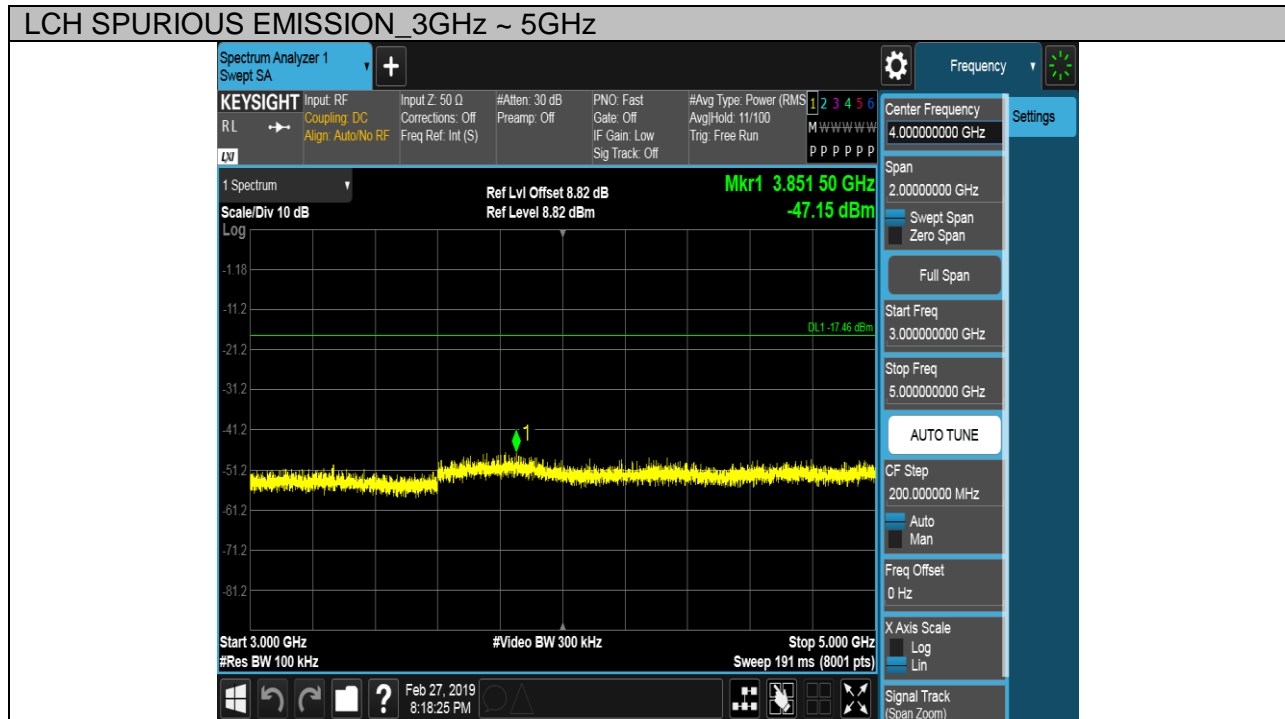 LCH SPURIOUS EMISSION_3GHz ~ 5GHz
Spectrum Analyzer 1
Swept SA
Frequency
KEYSIGHT
RL
LXI
Input: RF
Coupling: DC
Align: Auto/No RF
Input Z: 50 Ω
Corrections: Off
Freq Ref: Int (S)
#Atten: 30 dB
Preamp: Off
PNO: Fast
Gate: Off
IF Gain: Low
Sig Track: Off
#Avg Type: Power (RMS
Avg|Hold: 11/100
Trig: Free Run
1 2 3 4 5 6
M W W W W W
P P P P P P
1 Spectrum
Scale/Div 10 dB
Ref Lvl Offset 8.82 dB
Ref Level 8.82 dBm
Mkr1 3.851 50 GHz
-47.15 dBm
Log
-1.18
-11.2
DL1 -17.46 dBm
-21.2
-31.2
-41.2
1
-51.2
-61.2
-71.2
-81.2
Start 3.000 GHz
#Res BW 100 kHz
#Video BW 300 kHz
Stop 5.000 GHz
Sweep 191 ms (8001 pts)
?
Feb 27, 2019
8:18:25 PM
Center Frequency
4.000000000 GHz
Settings
Span
2.00000000 GHz
Swept Span
Zero Span
Full Span
Start Freq
3.000000000 GHz
Stop Freq
5.000000000 GHz
AUTO TUNE
CF Step
200.000000 MHz
Auto
Man
Freq Offset
0 Hz
X Axis Scale
Log
Lin
Signal Track
(Span Zoom)